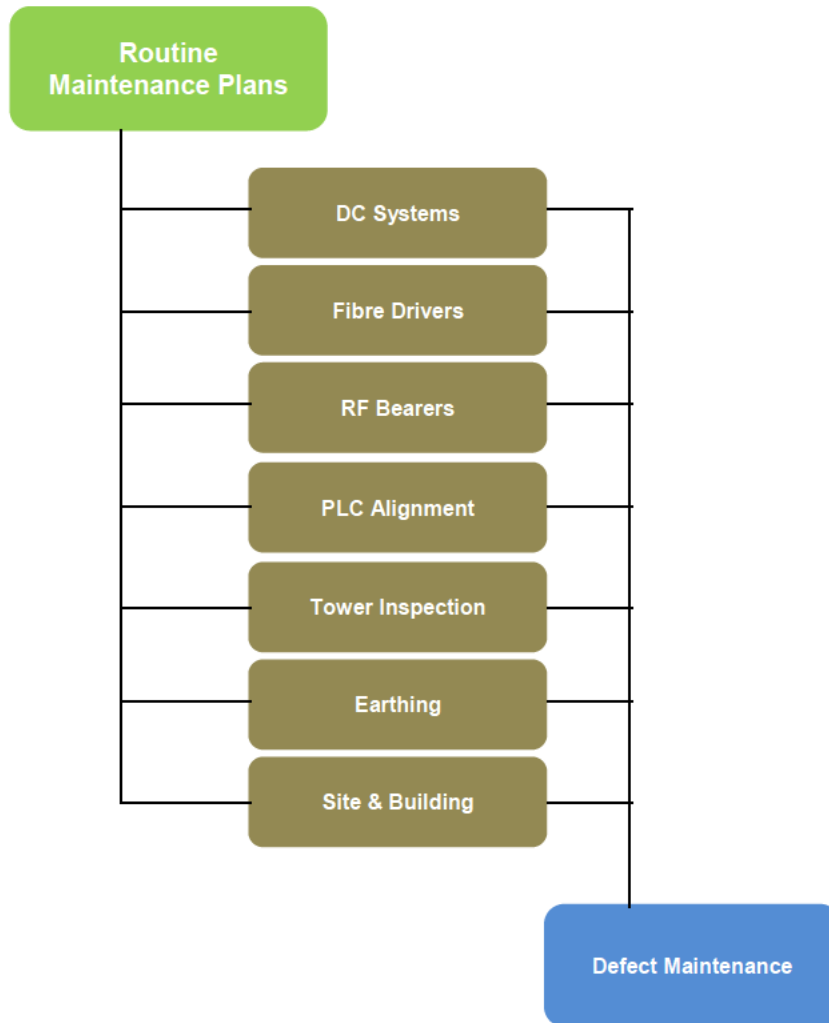 Routine
Maintenance Plans
DC Systems
Fibre Drivers
RF Bearers
PLC Alignment
Tower Inspection
Earthing
Site & Building
Defect Maintenance